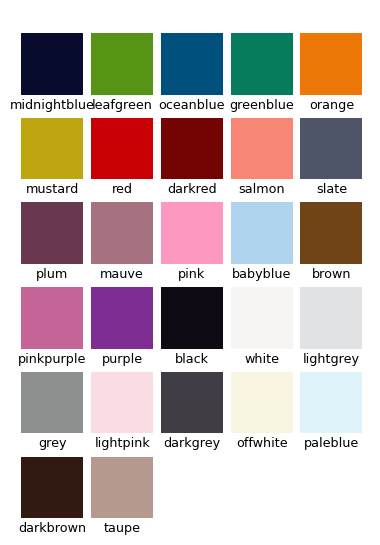 midnightblue leafgreen oceanblue greenblue orange
mustard red darkred salmon slate
plum mauve pink babyblue brown
pinkpurple purple black white lightgrey
grey lightpink darkgrey offwhite paleblue
darkbrown taupe